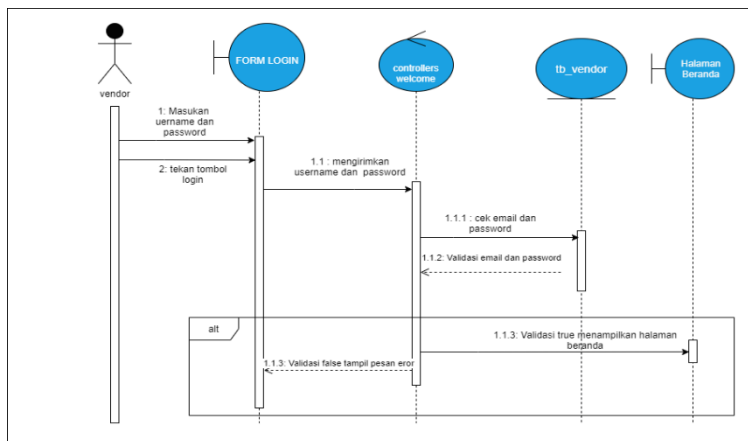 vendor
FORM LOGIN
controllers
welcome
tb_vendor
Halaman
Beranda
1: Masukan
uername dan
password
2: tekan tombol
login
1.1 : mengirimkan
username dan password
1.1.1 : cek email dan
password
1.1.2: Validasi email dan password
alt
1.1.3: Validasi true menampilkan halaman
beranda
1.1.3: Validasi false tampil pesan eror